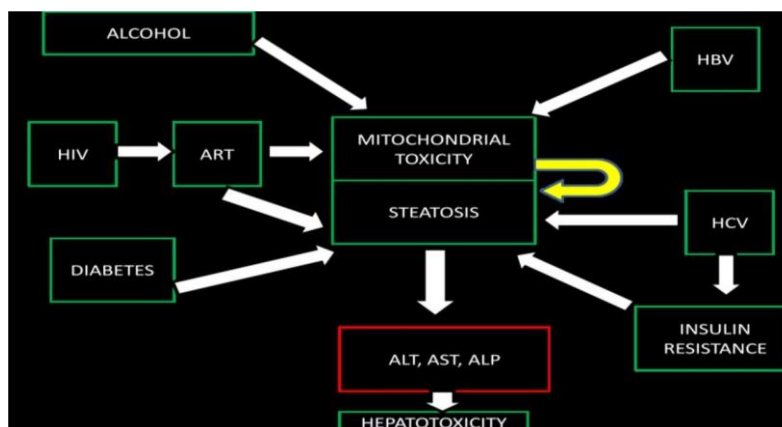 ALCOHOL
HBV
MITOCHONDRIAL
TOXICITY
HIV
ART
STEATOSIS
HCV
DIABETES
INSULIN
RESISTANCE
ALT, AST, ALP
HEPATOTOXICITY